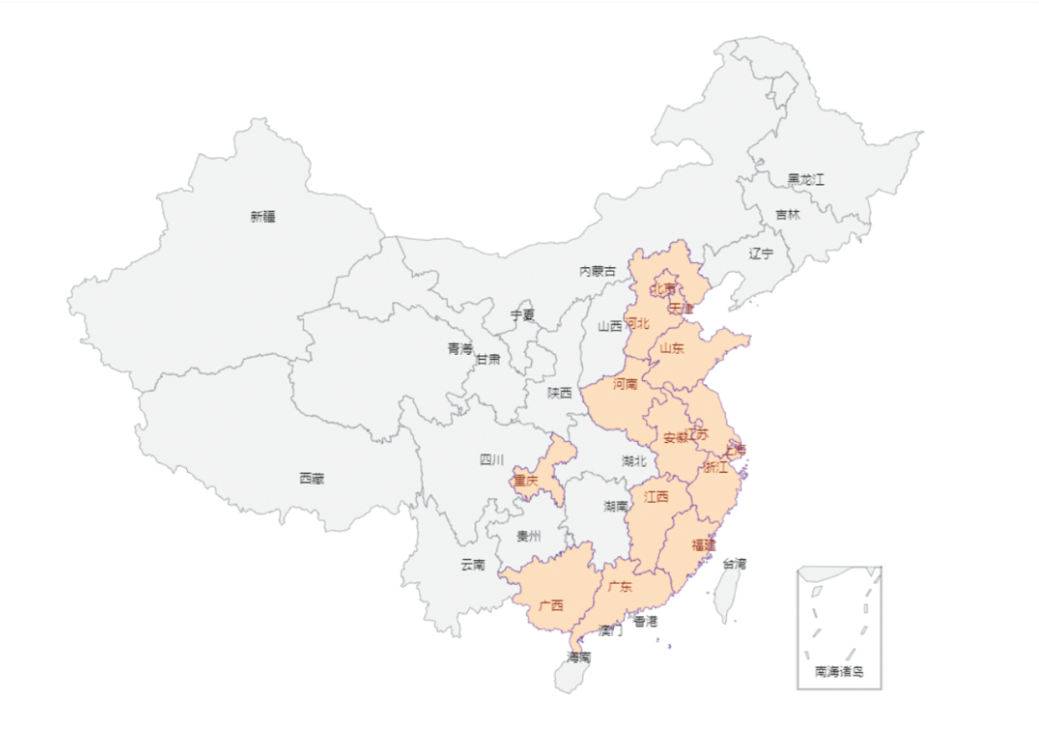 黑龙江
吉林
新疆
辽宁
内蒙古
北京
天津
宁夏
河北
山西
山东
青海
甘肃
河南
陕西
安徽
江苏
上海
四川
湖北
浙江
西藏
重庆
江西
湖南
贵州
福建
云南
台湾
广东
广西
香港
澳门
海南
南海诸岛